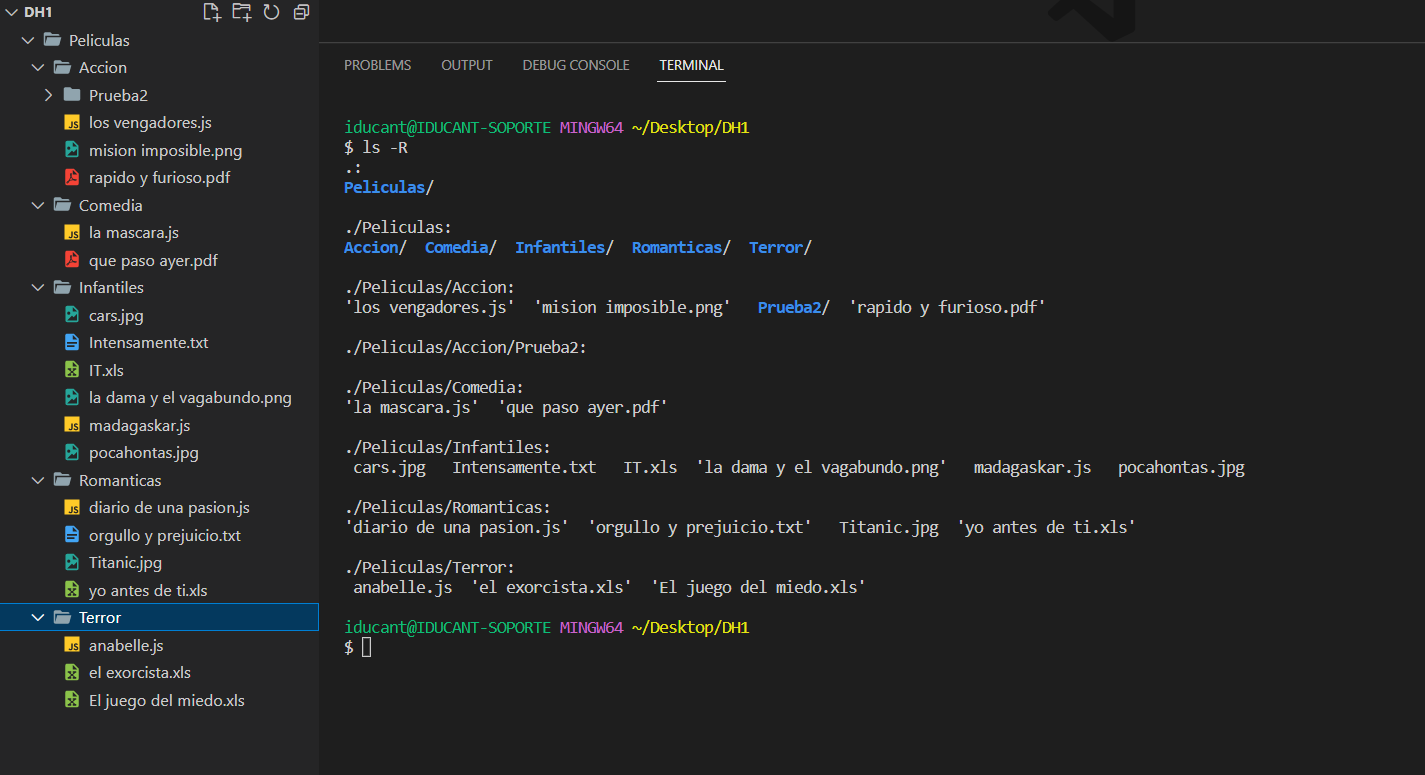 DH1
Peliculas
Accion
Prueba2
los vengadores.js
mision imposible.png
rapido y furioso.pdf
Comedia
la mascara.js
que paso ayer.pdf
Infantiles
cars.jpg
Intensamente.txt
IT.xls
la dama y el vagabundo.png
madagaskar.js
pocahontas.jpg
Romanticas
diario de una pasion.js
orgullo y prejuicio.txt
Titanic.jpg
yo antes de ti.xls
Terror
anabelle.js
el exorcista.xls
El juego del miedo.xls
PROBLEMS OUTPUT DEBUG CONSOLE TERMINAL
iducant@IDUCANT-SOPORTE MINGW64 ~/Desktop/DH1
$ ls -R
.:
Peliculas/
./Peliculas:
Accion/ Comedia/ Infantiles/ Romanticas/ Terror/
./Peliculas/Accion:
'los vengadores.js' 'mision imposible.png' Prueba2/ 'rapido y furioso.pdf'
./Peliculas/Accion/Prueba2:
./Peliculas/Comedia:
'la mascara.js' 'que paso ayer.pdf'
./Peliculas/Infantiles:
cars.jpg Intensamente.txt IT.xls 'la dama y el vagabundo.png' madagaskar.js pocahontas.jpg
./Peliculas/Romanticas:
'diario de una pasion.js' 'orgullo y prejuicio.txt' Titanic.jpg 'yo antes de ti.xls'
./Peliculas/Terror:
anabelle.js 'el exorcista.xls' 'El juego del miedo.xls'
iducant@IDUCANT-SOPORTE MINGW64 ~/Desktop/DH1
$